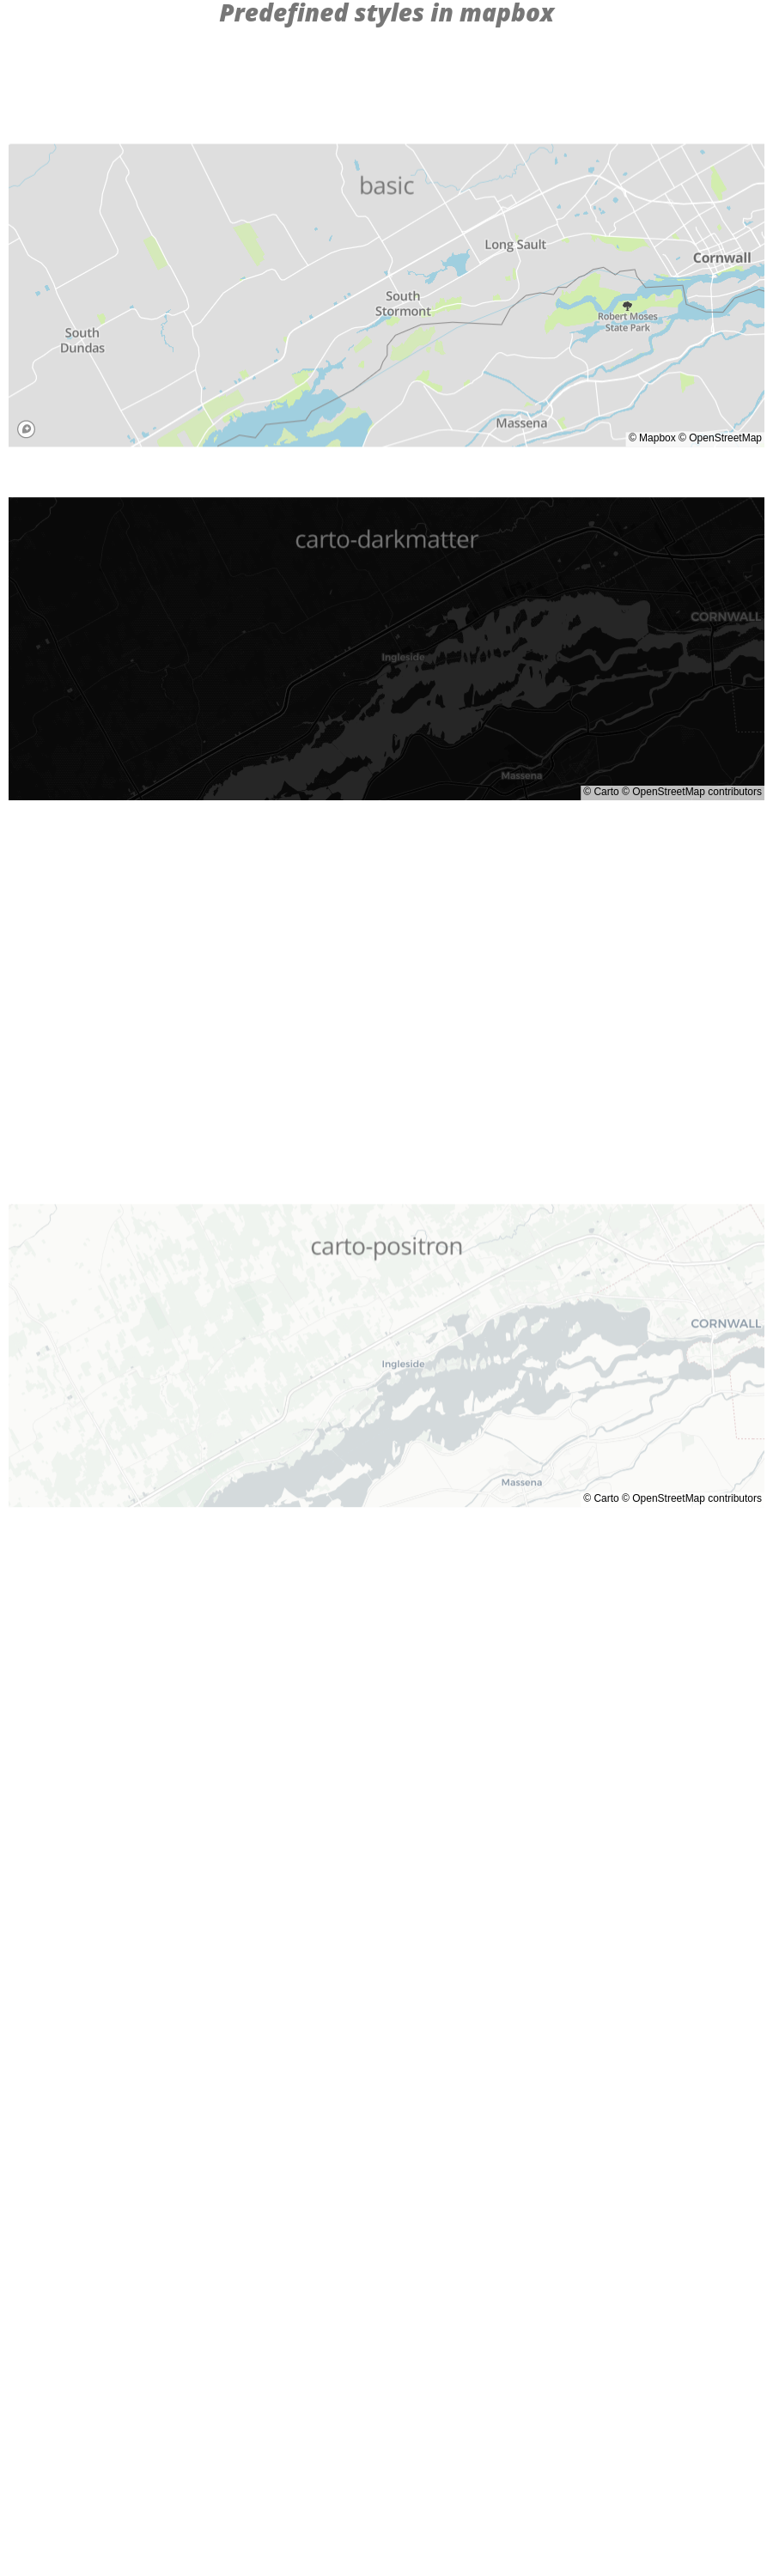 Predefined styles in mapbox
basic
Long Sault
Cornwall
South
Stormont
Robert Moses
State Park
South
Dundas
Massena
© Mapbox © OpenStreetMap
carto-darkmatter
CORNWALL
Ingleside
Massena
© Carto © OpenStreetMap contributors
carto-positron
CORNWALL
Ingleside
Massena
© Carto © OpenStreetMap contributors